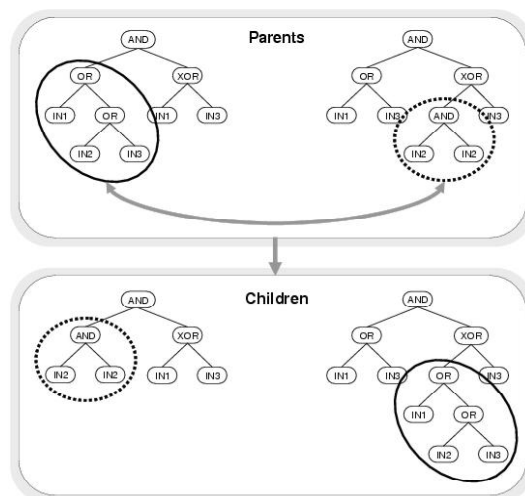 AND Parents AND
OR XOR OR XOR
IN1 OR IN1 IN3 IN1 IN3 AND IN3
IN2 IN3 IN2 IN2
AND Children AND
AND XOR OR XOR
IN2 IN2 IN1 IN3 IN1 IN3 OR IN3
IN1 OR
IN2 IN3